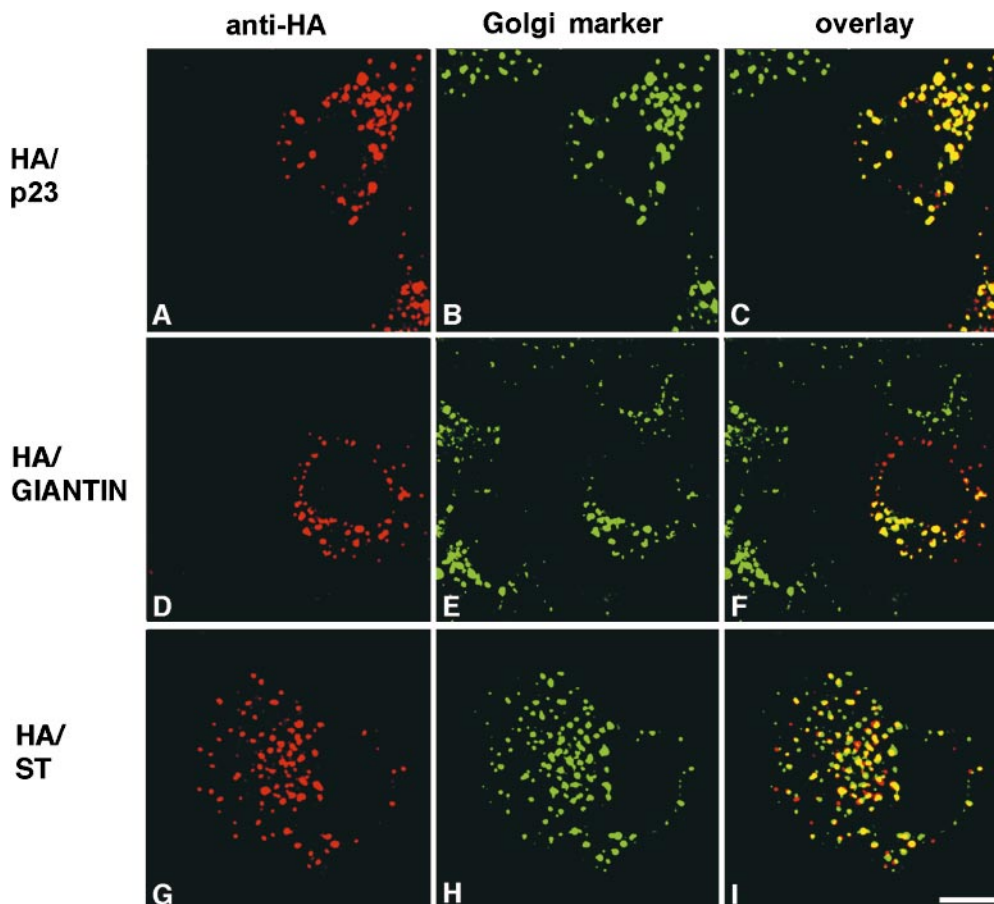 anti-HA Golgi marker overlay
HA/
p23
A B C
HA/
GIANTIN
D E F
HA/
ST
G H I